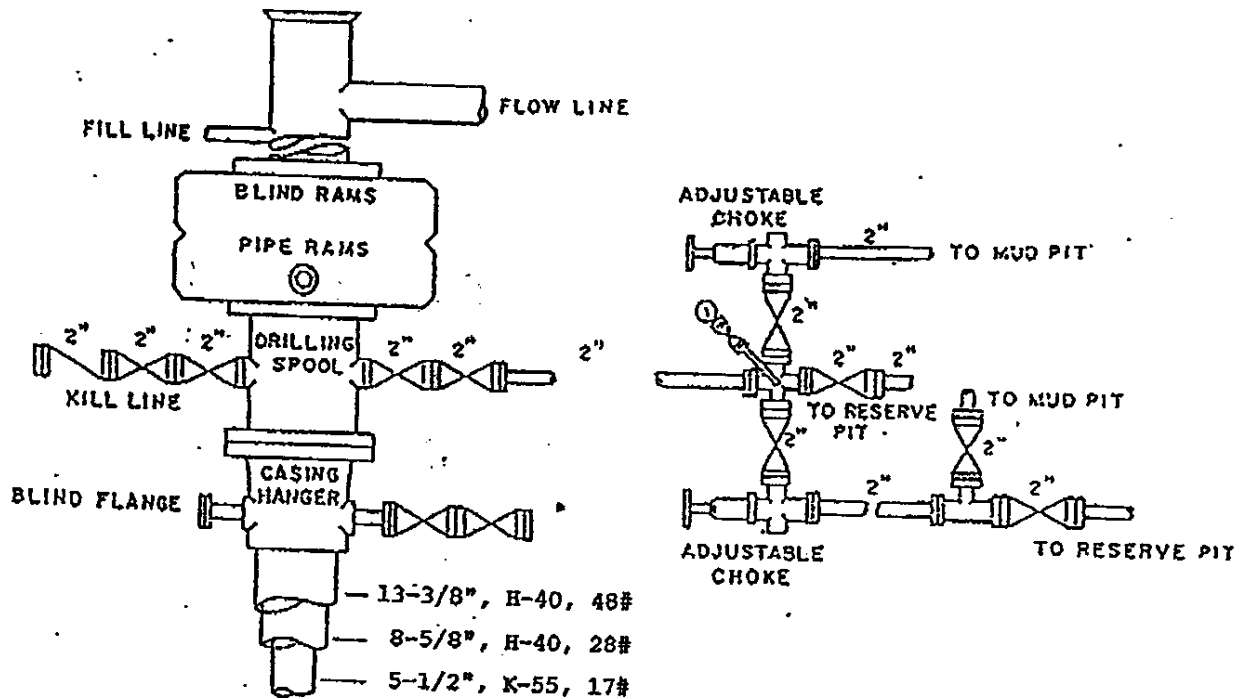 FLOW LINE
FILL LINE
BLIND RAMS
PIPE RAMS
2" 2" 2"
DRILLING
SPOOL
2" 2" 2"
KILL LINE
CASING
HANGER
BLIND FLANGE
13-3/8", H-40, 48#
8-5/8", H-40, 28#
5-1/2", K-55, 17#
ADJUSTABLE
CHOKE
2"
TO MUD PIT
2"
2" 2"
TO RESERVE
PIT
2"
TO MUD PIT
2"
2"
2"
ADJUSTABLE
CHOKE
TO RESERVE PIT